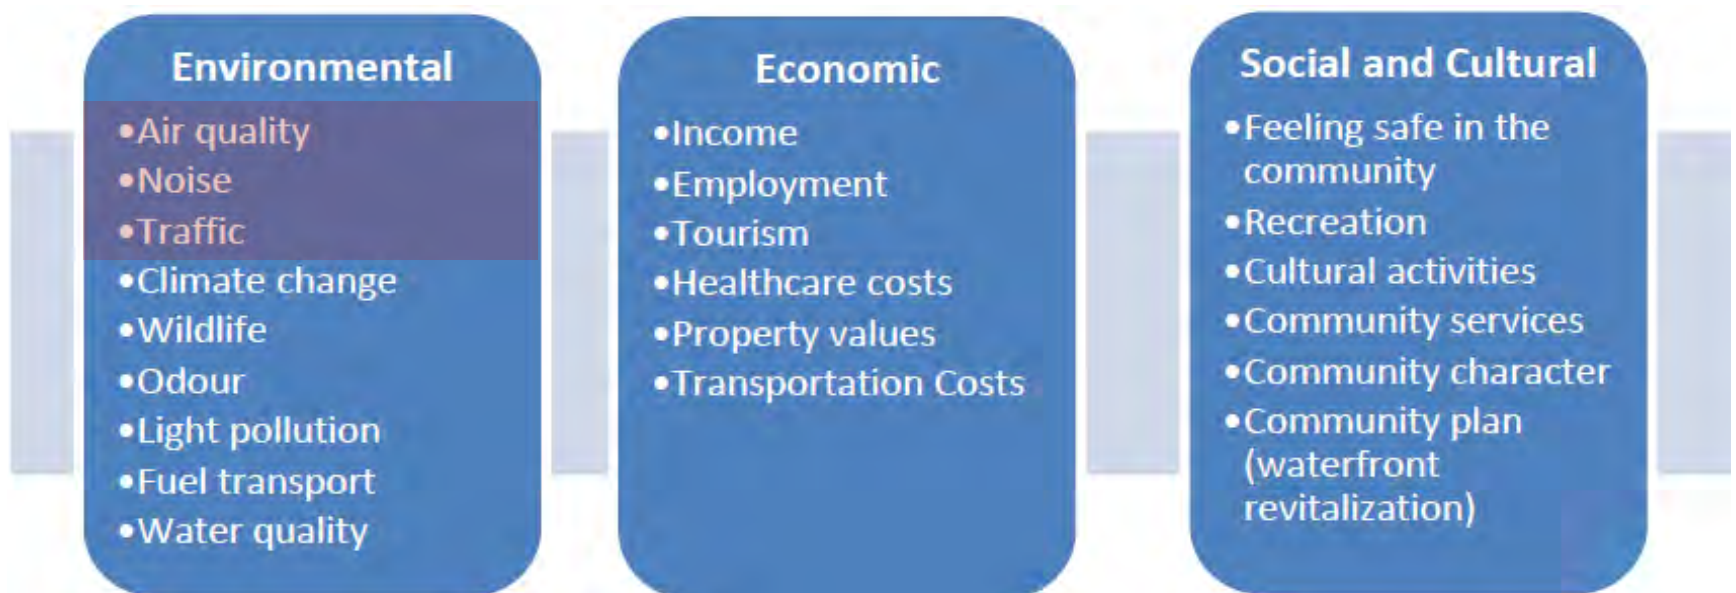 Environmental
•Air quality
•Noise
•Traffic
•Climate change
•Wildlife
•Odour
•Light pollution
•Fuel transport
•Water quality
Economic
•Income
•Employment
•Tourism
•Healthcare costs
•Property values
•Transportation Costs
Social and Cultural
•Feeling safe in the
community
•Recreation
•Cultural activities
•Community services
•Community character
•Community plan
(waterfront
revitalization)